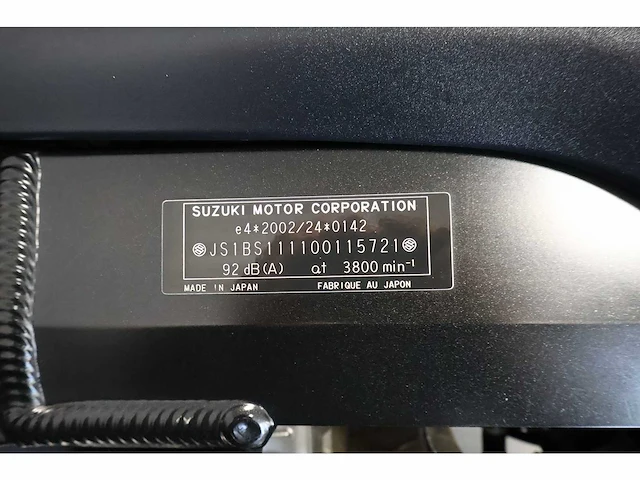 SUZUKI MOTOR CORPORATION
e4*2002/24*0142
JS1BS111100115721
92 dB(A) at 3800 min⁻¹
MADE IN JAPAN FABRIQUE AU JAPON